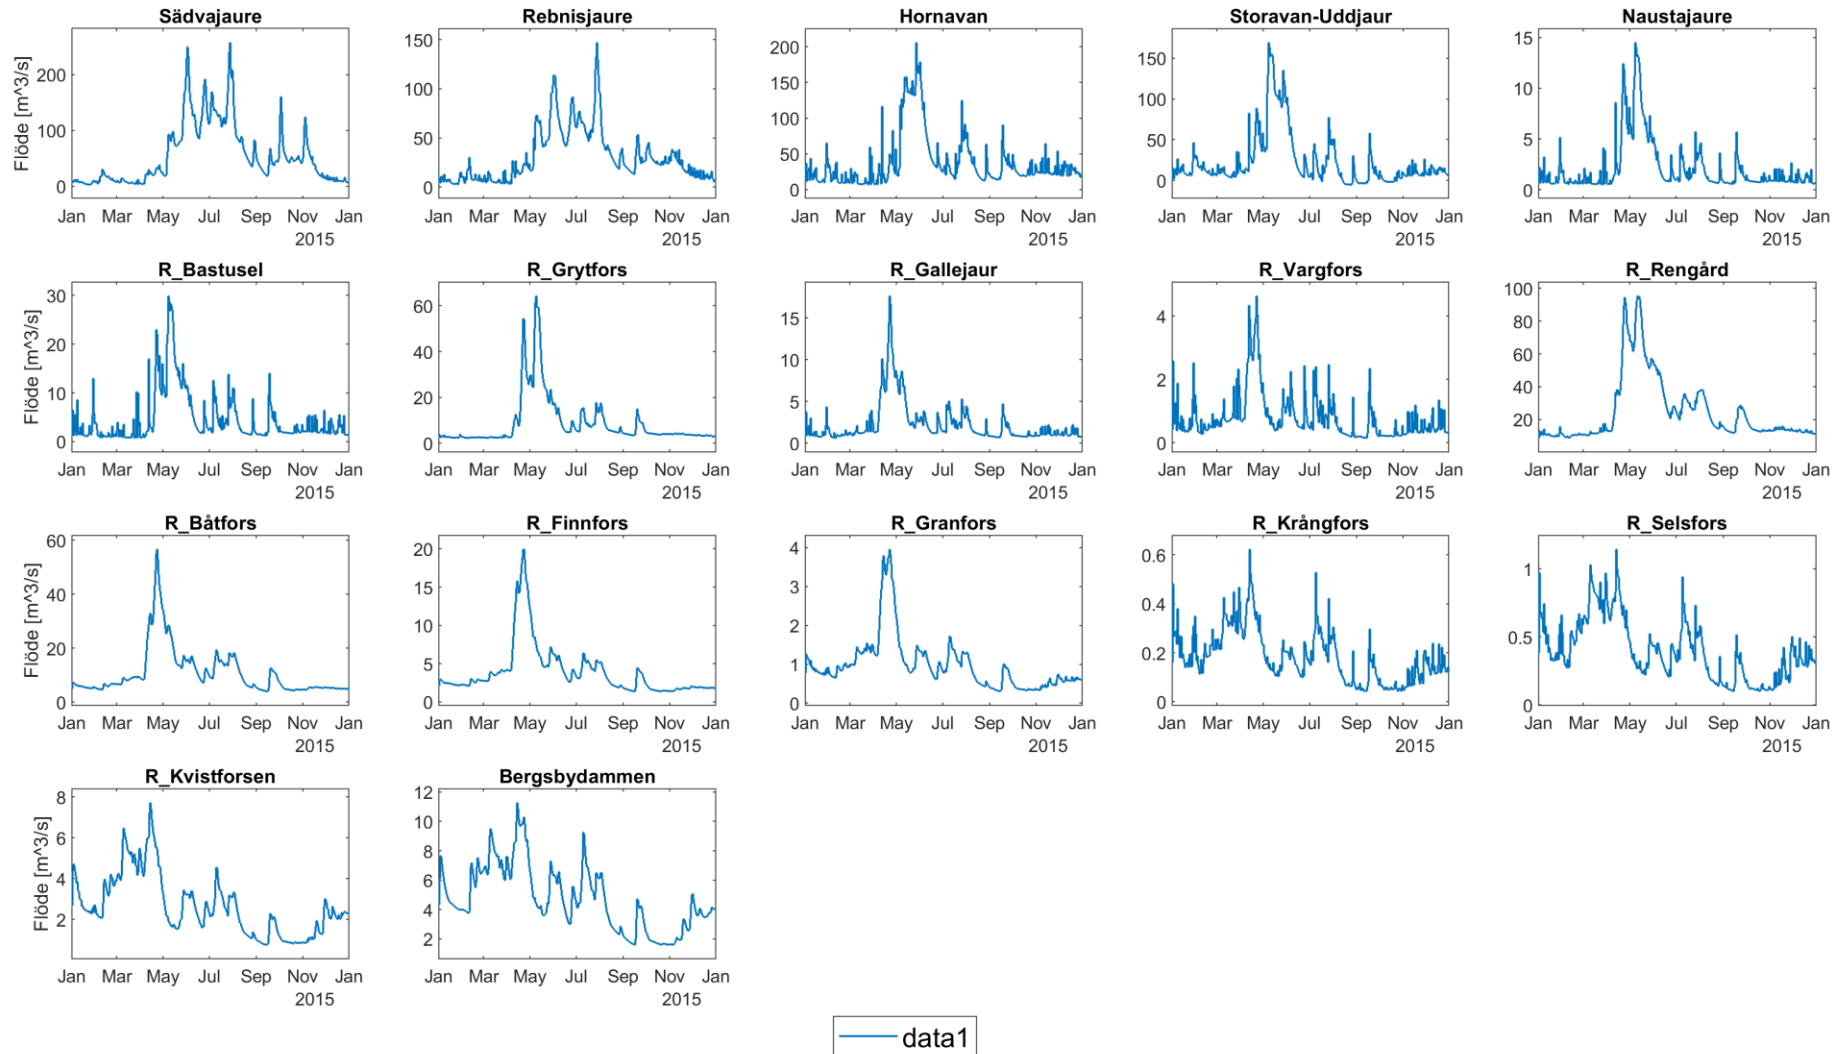 Sädvajaure
Rebnisjaure
Hornavan
Storavan-Uddjaur
Naustajaure
Flöde [m^3/s]
200
100
0
150
100
50
0
200
150
100
50
0
150
100
50
0
15
10
5
0
Jan Mar May Jul Sep Nov Jan
2015
Jan Mar May Jul Sep Nov Jan
2015
Jan Mar May Jul Sep Nov Jan
2015
Jan Mar May Jul Sep Nov Jan
2015
Jan Mar May Jul Sep Nov Jan
2015
R_Bastusel
R_Grytfors
R_Gallejaur
R_Vargfors
R_Rengård
Flöde [m^3/s]
30
20
10
0
60
40
20
0
15
10
5
0
4
2
0
100
80
60
40
20
Jan Mar May Jul Sep Nov Jan
2015
Jan Mar May Jul Sep Nov Jan
2015
Jan Mar May Jul Sep Nov Jan
2015
Jan Mar May Jul Sep Nov Jan
2015
Jan Mar May Jul Sep Nov Jan
2015
R_Båtfors
R_Finnfors
R_Granfors
R_Krångfors
R_Selsfors
Flöde [m^3/s]
60
40
20
0
20
15
10
5
0
4
3
2
1
0
0.6
0.4
0.2
0
1
0.5
0
Jan Mar May Jul Sep Nov Jan
2015
Jan Mar May Jul Sep Nov Jan
2015
Jan Mar May Jul Sep Nov Jan
2015
Jan Mar May Jul Sep Nov Jan
2015
Jan Mar May Jul Sep Nov Jan
2015
R_Kvistforsen
Bergsbydammen
Flöde [m^3/s]
8
6
4
2
12
10
8
6
4
2
Jan Mar May Jul Sep Nov Jan
2015
Jan Mar May Jul Sep Nov Jan
2015
data1